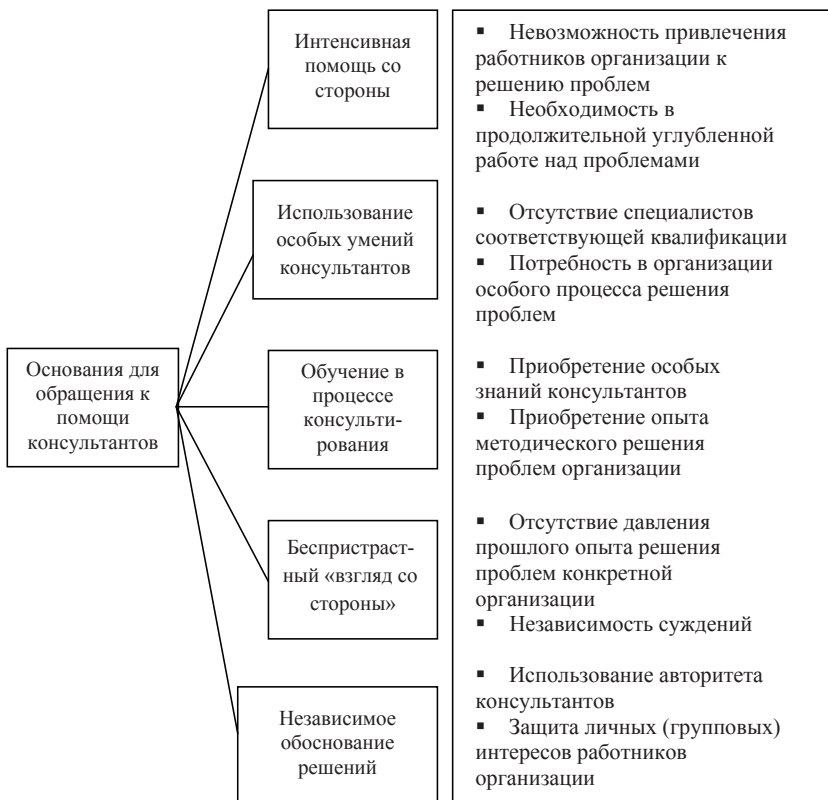 Интенсивная
помощь со
стороны
▪ Невозможность привлечения
работников организации к
решению проблем
▪ Необходимость в
продолжительной углубленной
работе над проблемами
Использование
особых умений
консультантов
▪ Отсутствие специалистов
соответствующей квалификации
▪ Потребность в организации
особого процесса решения
проблем
Основания для
обращения к
помощи
консультантов
Обучение в
процессе
консульти-
рования
▪ Приобретение особых
знаний консультантов
▪ Приобретение опыта
методического решения
проблем организации
Беспристраст-
ный «взгляд со
стороны»
▪ Отсутствие давления
прошлого опыта решения
проблем конкретной
организации
▪ Независимость суждений
Независимое
обоснование
решений
▪ Использование авторитета
консультантов
▪ Защита личных (групповых)
интересов работников
организации